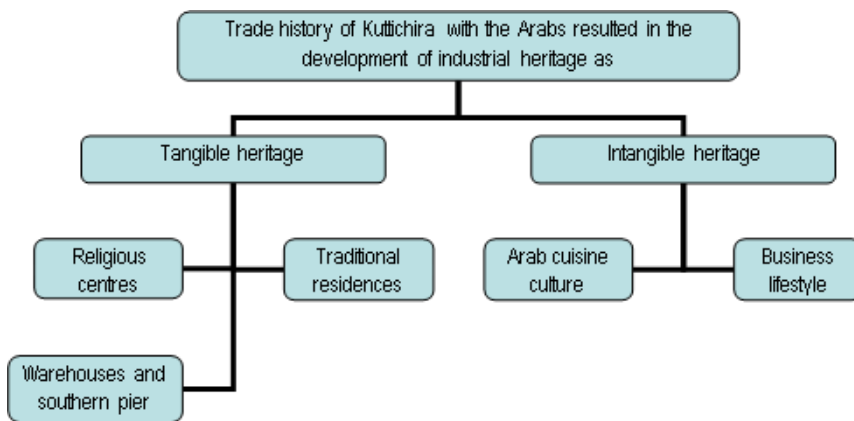 Trade history of Kuttichira with the Arabs resulted in the
development of industrial heritage as
Tangible heritage
Intangible heritage
Religious
centres
Traditional
residences
Arab cuisine
culture
Business
lifestyle
Warehouses and
southern pier